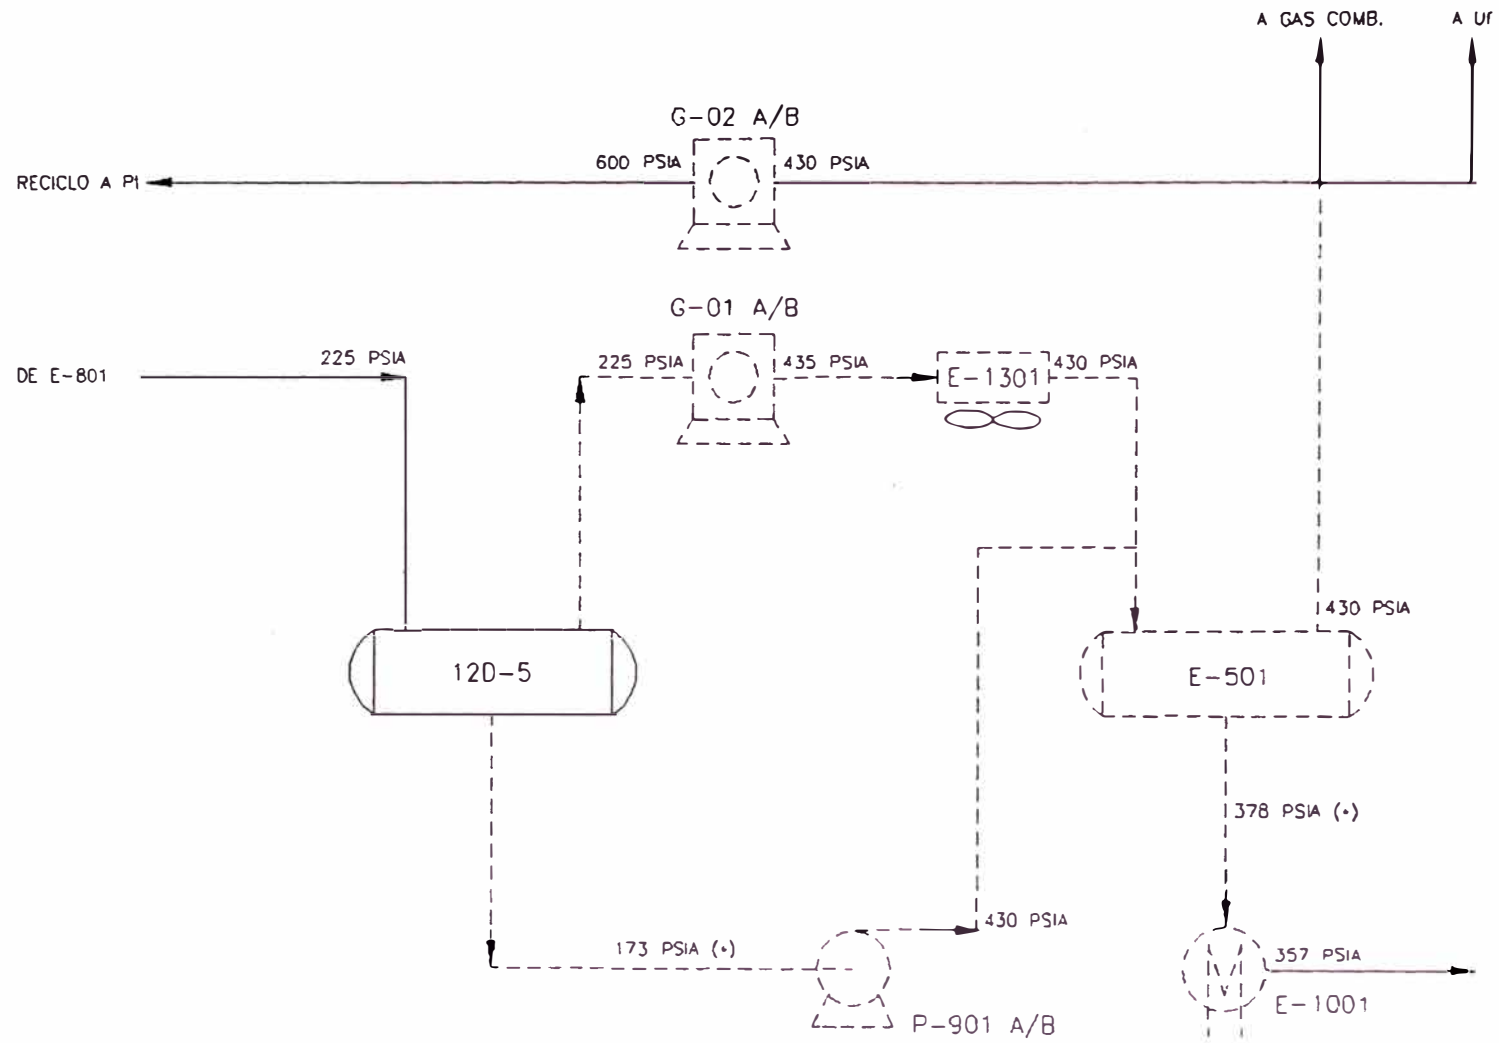 A GAS COMB.
A Uf
G-02 A/B
600 PSIA
430 PSIA
RECICLO A P1
G-01 A/B
DE E-801
225 PSIA
225 PSIA
435 PSIA
E-1301
430 PSIA
430 PSIA
12D-5
E-501
378 PSIA (•)
430 PSIA
173 PSIA (•)
357 PSIA
E-1001
P-901 A/B